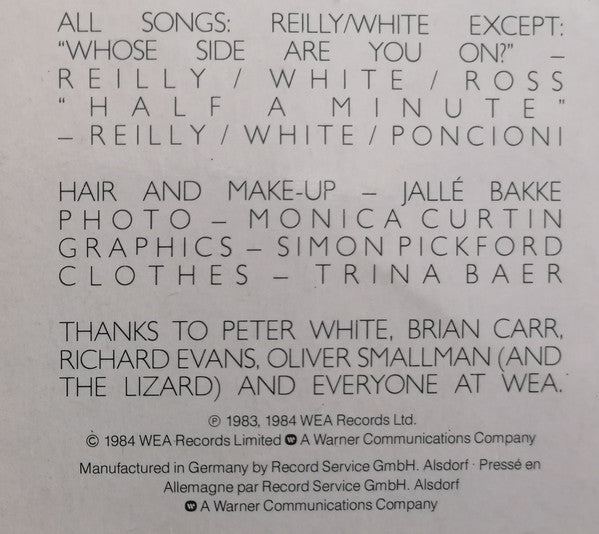 ALL SONGS: REILLY/WHITE EXCEPT:
"WHOSE SIDE ARE YOU ON?" –
REILLY / WHITE / ROSS
"HALF A MINUTE"
– REILLY / WHITE / PONCIONI
HAIR AND MAKE-UP – JALLÉ BAKKE
PHOTO – MONICA CURTIN
GRAPHICS – SIMON PICKFORD
CLOTHES – TRINA BAER
THANKS TO PETER WHITE, BRIAN CARR,
RICHARD EVANS, OLIVER SMALLMAN (AND
THE LIZARD) AND EVERYONE AT WEA.
℗ 1983, 1984 WEA Records Ltd.
© 1984 WEA Records Limited A Warner Communications Company
Manufactured in Germany by Record Service GmbH. Alsdorf · Pressé en
Allemagne par Record Service GmbH. Alsdorf
A Warner Communications Company